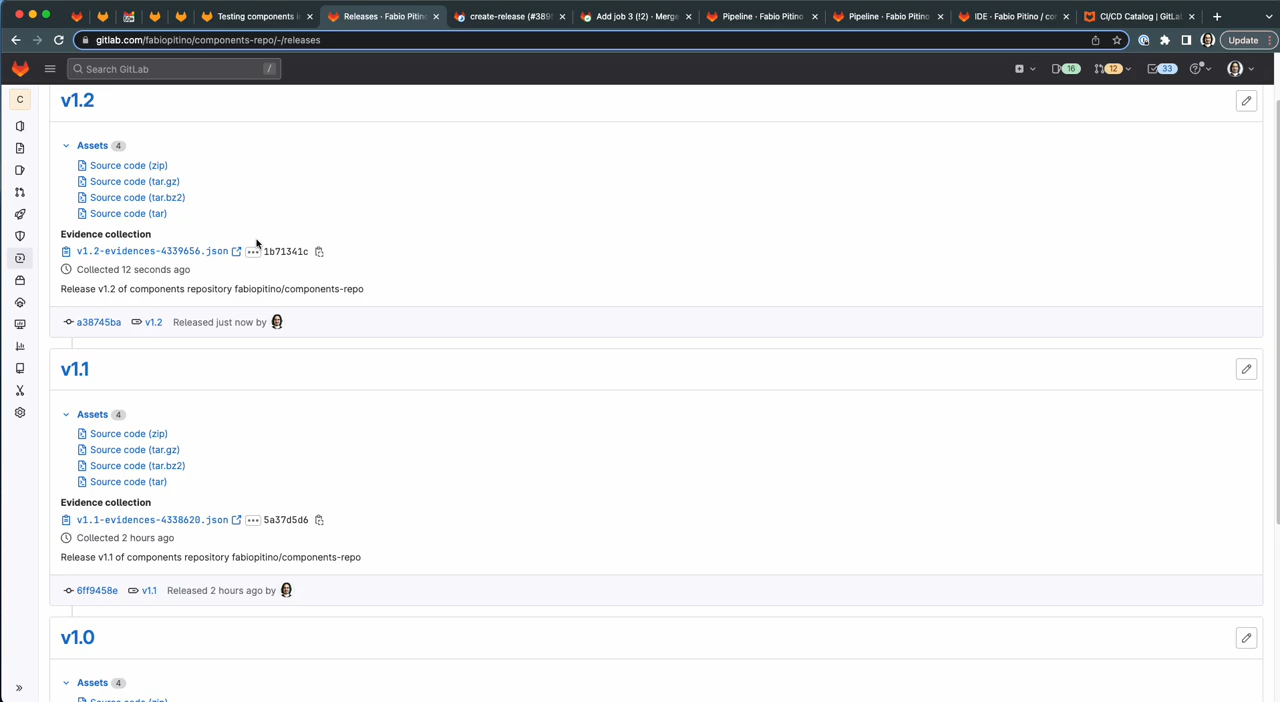 Testing components i
Releases · Fabio Pitino
create-release (#389
Add job 3 (!2) · Merge
Pipeline · Fabio Pitino
Pipeline · Fabio Pitino
IDE · Fabio Pitino / co
CI/CD Catalog | GitLab
gitlab.com/fabiopitino/components-repo/-/releases
Update
Search GitLab /
16
12
33
C
v1.2
Assets 4
Source code (zip)
Source code (tar.gz)
Source code (tar.bz2)
Source code (tar)
Evidence collection
v1.2-evidences-4339656.json ••• 1b71341c
Collected 12 seconds ago
Release v1.2 of components repository fabiopitino/components-repo
a38745ba v1.2 Released just now by
v1.1
Assets 4
Source code (zip)
Source code (tar.gz)
Source code (tar.bz2)
Source code (tar)
Evidence collection
v1.1-evidences-4338620.json ••• 5a37d5d6
Collected 2 hours ago
Release v1.1 of components repository fabiopitino/components-repo
6ff9458e v1.1 Released 2 hours ago by
v1.0
Assets 4
Source code (zip)